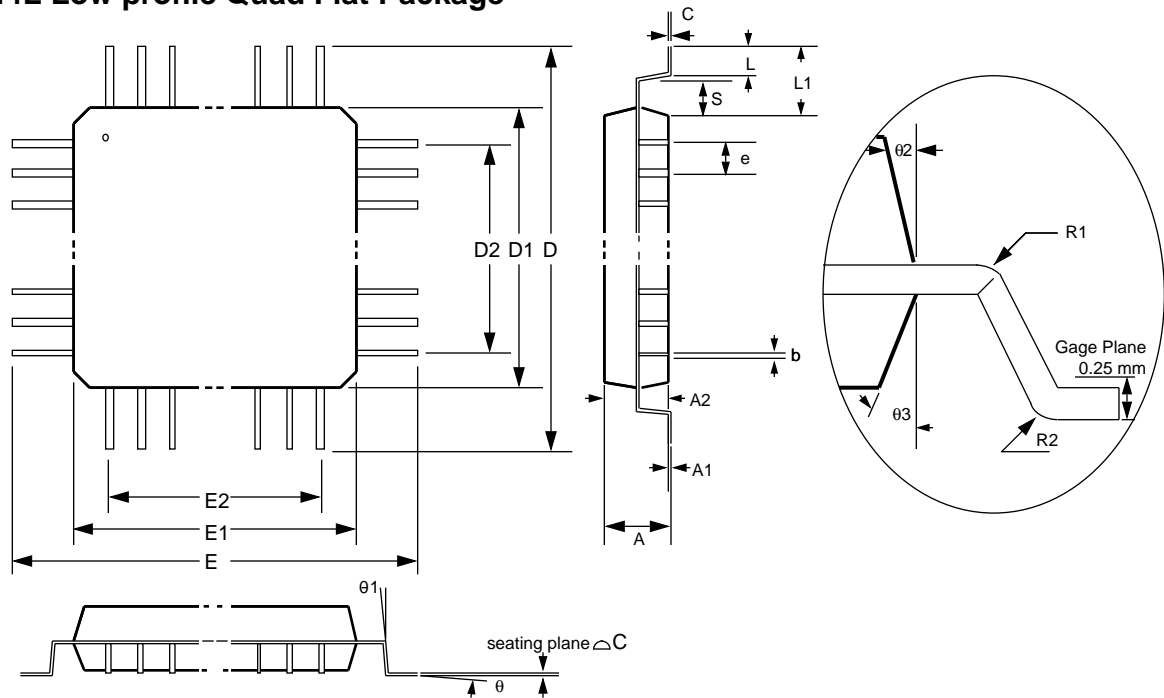 Low profile Quad Flat Package
C
L
L1
S
e
θ2
R1
D2 D1 D
Gage Plane
0.25 mm
b
A2
θ3
R2
A1
E2
E1
E
A
θ1
seating plane ⌓C
θ